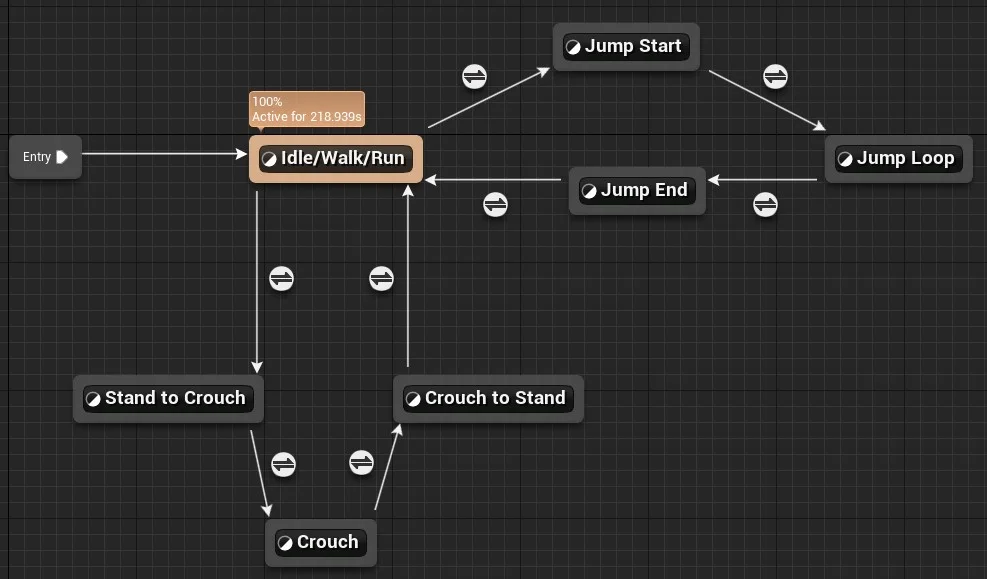 Jump Start
100%
Active for 218.939s
Entry
Idle/Walk/Run
Jump Loop
Jump End
Stand to Crouch
Crouch to Stand
Crouch